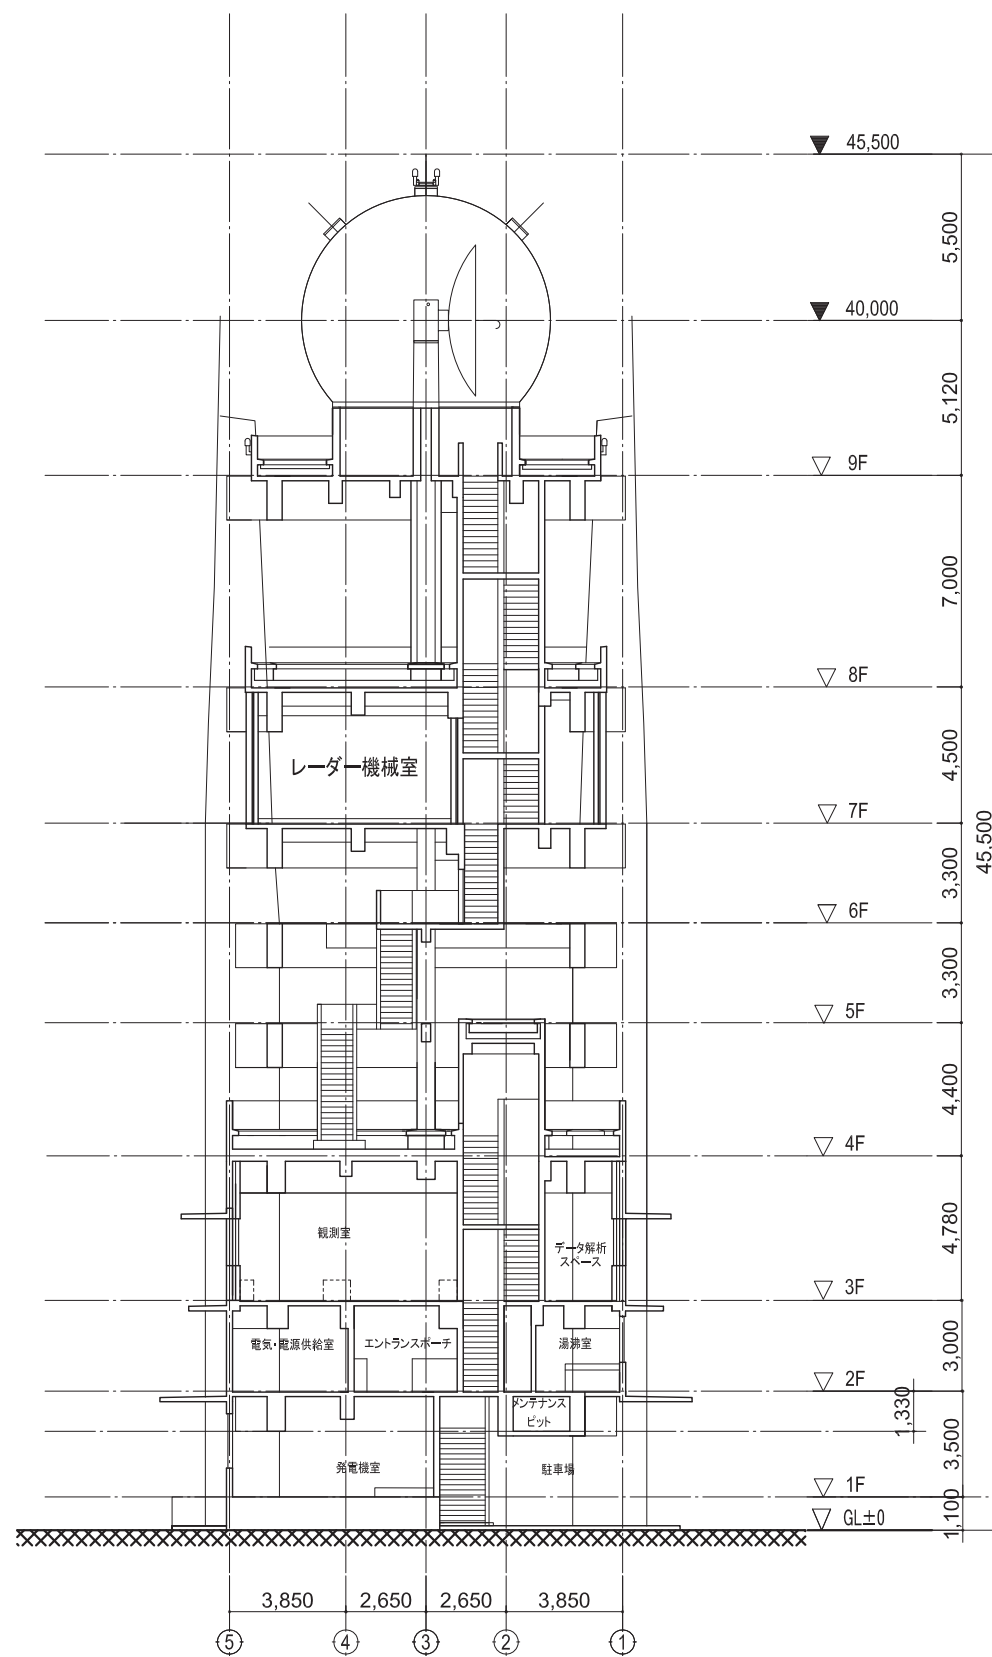 45,500
5,500
40,000
5,120
9F
7,000
8F
4,500
レーダー機械室
7F
45.500
3,300
6F
3,300
5F
4,400
4F
4,780
観測室
データ解析
スペース
3F
電気・電源供給室
エントランスポーチ
湯沸室
3,000
2F
1,330
メンテナンス
ピット
3,500
発電機室
駐車場
1F
1,100
GL±0
3,850 2,650 2,650 3,850
5 4 3 2 1